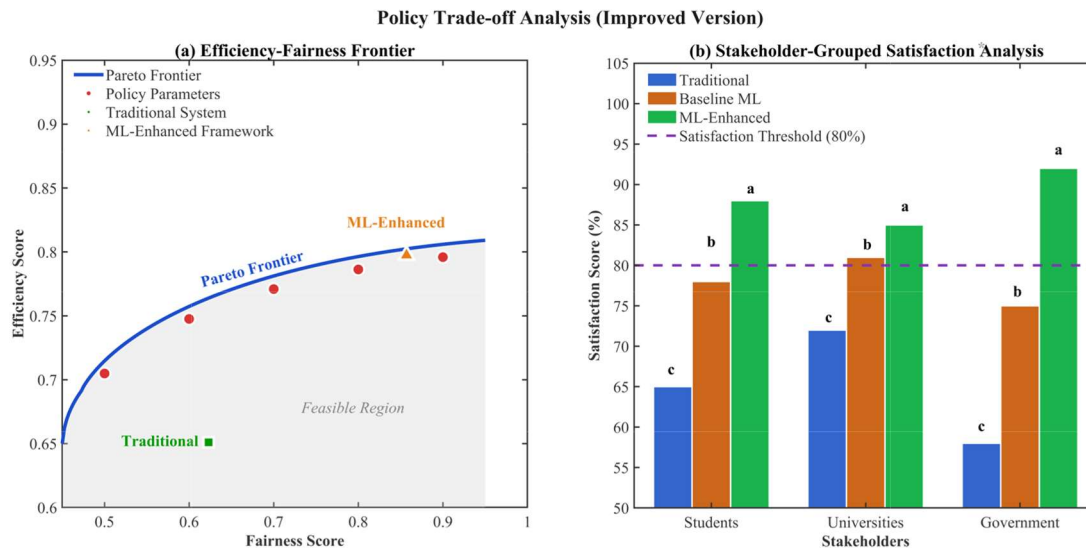 Policy Trade-off Analysis (Improved Version)
(a) Efficiency-Fairness Frontier
Pareto Frontier
Policy Parameters
Traditional System
ML-Enhanced Framework
ML-Enhanced
Pareto Frontier
Feasible Region
Traditional
Efficiency Score
0.95
0.9
0.85
0.8
0.75
0.7
0.65
0.6
0.5
0.6
0.7
0.8
0.9
1
Fairness Score
(b) Stakeholder-Grouped Satisfaction *Analysis
Traditional
Baseline ML
ML-Enhanced
Satisfaction Threshold (80%)
Satisfaction Score (%)
105
100
95
90
85
80
75
70
65
60
55
50
c
b
a
c
b
a
c
b
a
Students
Universities
Government
Stakeholders